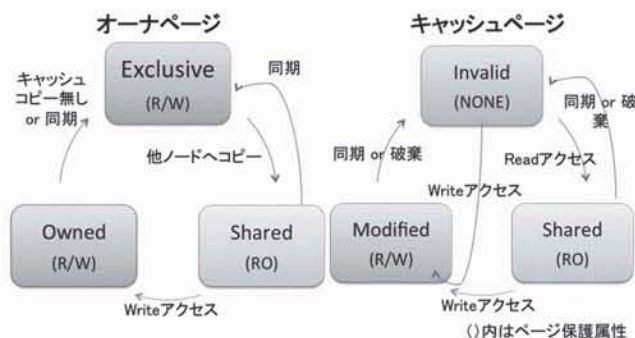 オーナページ
Exclusive
(R/W)
キャッシュ
コピー無し
or 同期
同期
他ノードへコピー
Owned
(R/W)
Shared
(RO)
Writeアクセス
キャッシュページ
Invalid
(NONE)
同期 or 破
棄
同期 or 破棄
Readアクセス
Writeアクセス
Modified
(R/W)
Shared
(RO)
Writeアクセス
()内はページ保護属性